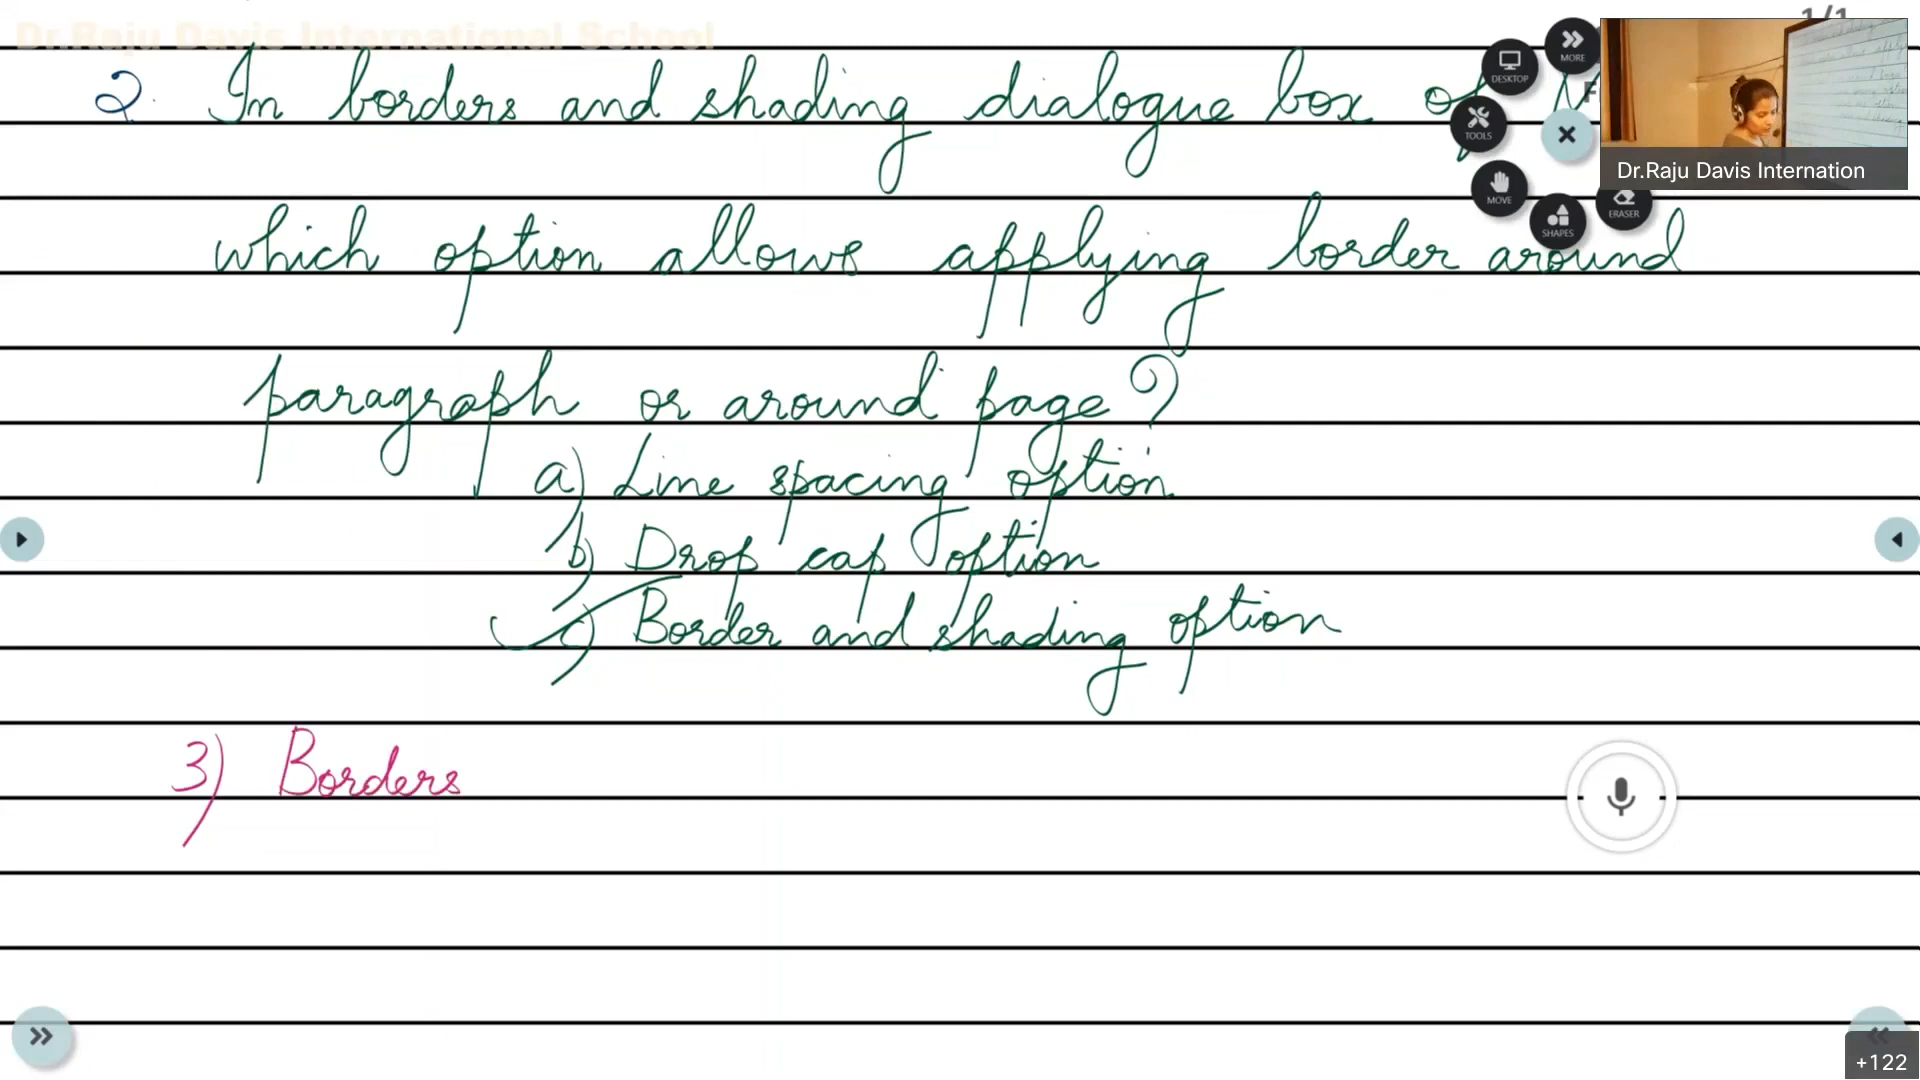 Dr.Raju Davis International School
1/1
2. In borders and shading dialogue box of
which option allows applying border around
paragraph or around page?
a) Line spacing option
b) Drop cap option
c) Border and shading option
3) Borders
MORE
DESKTOP
TOOLS
MOVE
SHAPES
ERASER
Dr.Raju Davis Internation
+122